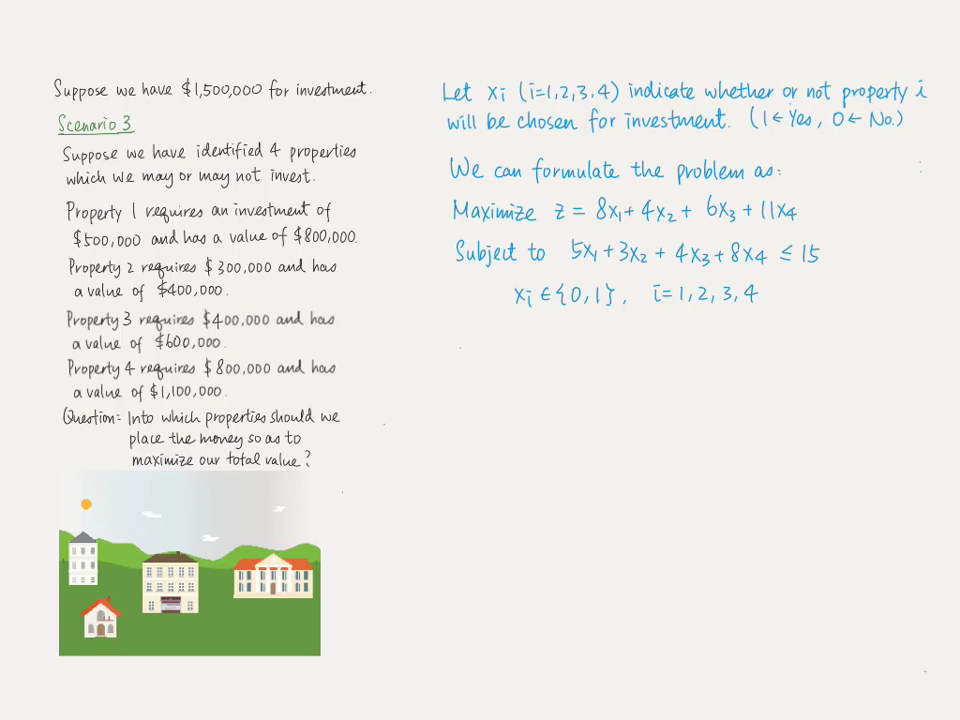 Suppose we have $1,500,000 for investment.
Scenario 3
Suppose we have identified 4 properties
which we may or may not invest.
Property 1 requires an investment of
$500,000 and has a value of $800,000.
Property 2 requires $300,000 and has
a value of $400,000.
Property 3 requires $400,000 and has
a value of $600,000.
Property 4 requires $800,000 and has
a value of $1,100,000.
Question: Into which properties should we
place the money so as to
maximize our total value?
Let xi (i=1,2,3,4) indicate whether or not property i
will be chosen for investment. (1 ← Yes, 0 ← No.)
We can formulate the problem as:
Maximize z = 8x1 + 4x2 + 6x3 + 11x4
Subject to 5x1 + 3x2 + 4x3 + 8x4 ≤ 15
xi ∈ {0,1}, i=1,2,3,4